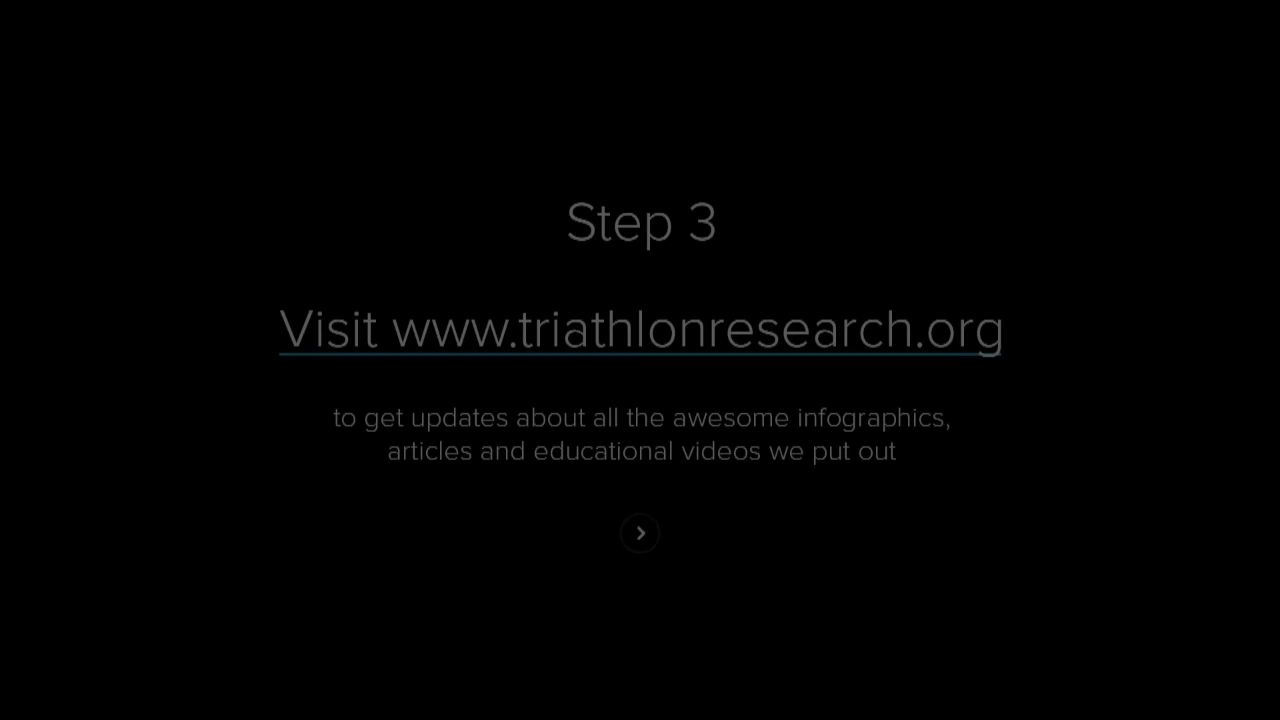 Step 3
Visit www.triathlonresearch.org
to get updates about all the awesome infographics,
articles and educational videos we put out